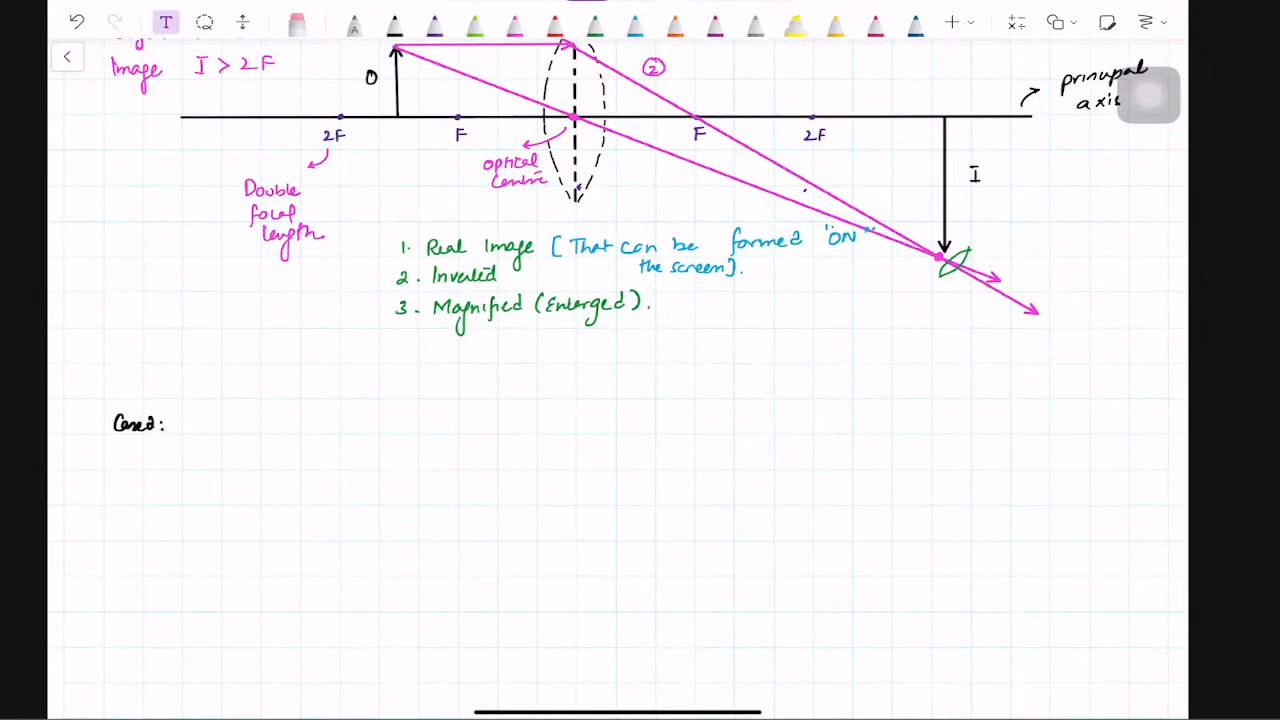 Image I > 2F
O
②
principal
axis
2F
F
F
2F
optical
Centre
I
Double
focal
length
1. Real Image [That can be formed "ON"
the screen].
2. Inverted
3. Magnified (Enlarged).
Case2: